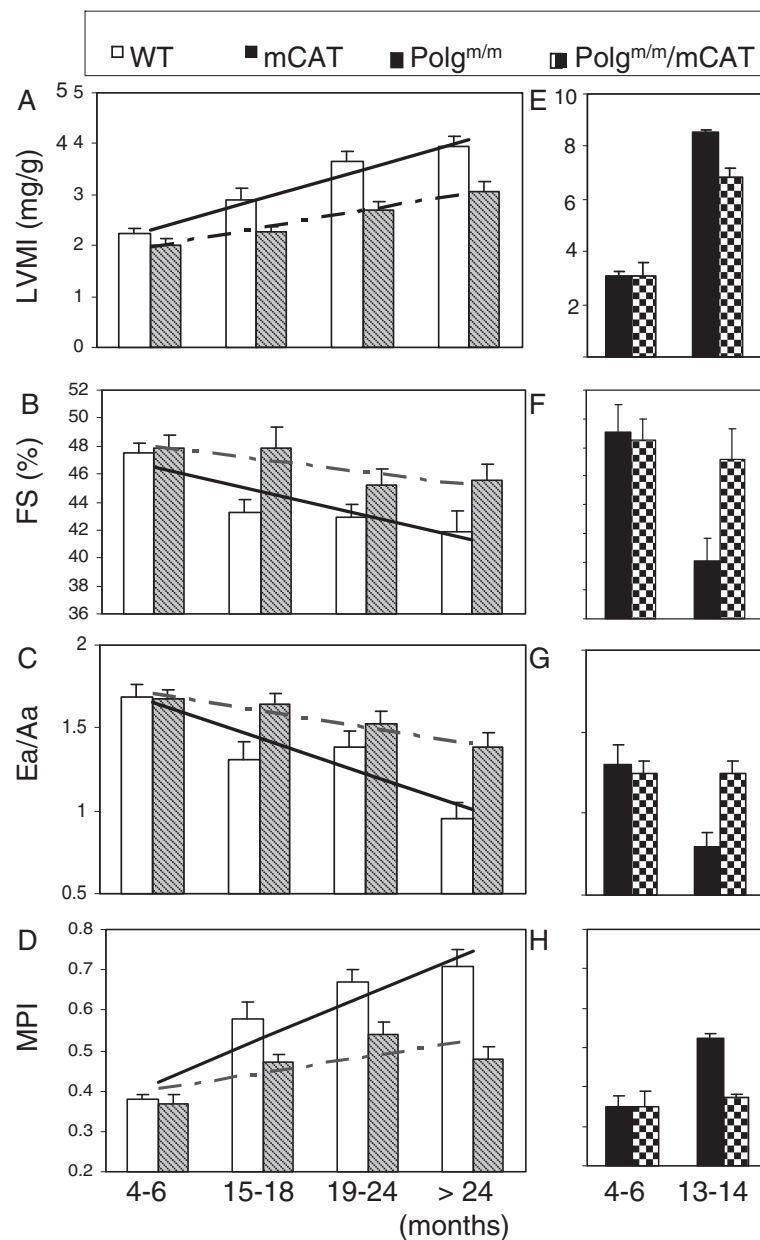 WT mCAT Polg^m/m Polg^m/m/mCAT
A
LVMI (mg/g)
5 5
4 4
3
2
1
0
E
10
8
6
4
2
B
FS (%)
52
50
48
46
44
42
40
38
36
F
C
Ea/Aa
2
1.5
1
0.5
G
D
MPI
0.8
0.7
0.6
0.5
0.4
0.3
0.2
H
4-6 15-18 19-24 > 24
(months)
4-6 13-14